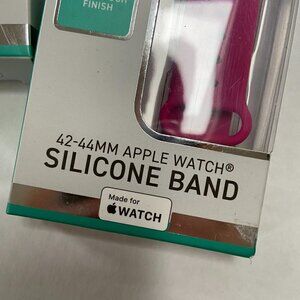 FINISH
42-44MM APPLE WATCH®
SILICONE BAND
Made for
WATCH